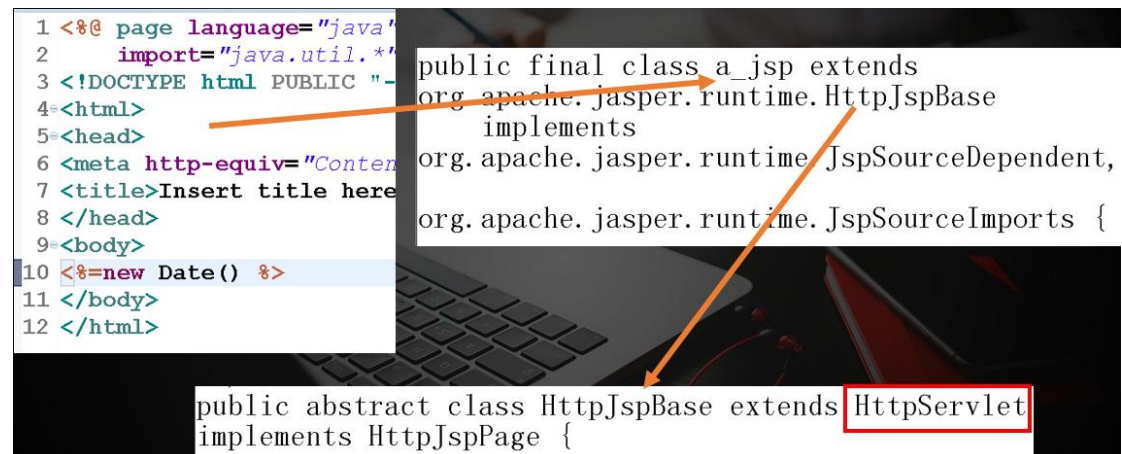 1 <%@ page language="java"
2 import="java.util.*"
3 <!DOCTYPE html PUBLIC "-
4 <html>
5 <head>
6 <meta http-equiv="Conten
7 <title>Insert title here
8 </head>
9 <body>
10 <%=new Date() %>
11 </body>
12 </html>
public final class a_jsp extends
org.apache.jasper.runtime.HttpJspBase
implements
org.apache.jasper.runtime.JspSourceDependent,
org.apache.jasper.runtime.JspSourceImports {
public abstract class HttpJspBase extends HttpServlet
implements HttpJspPage {